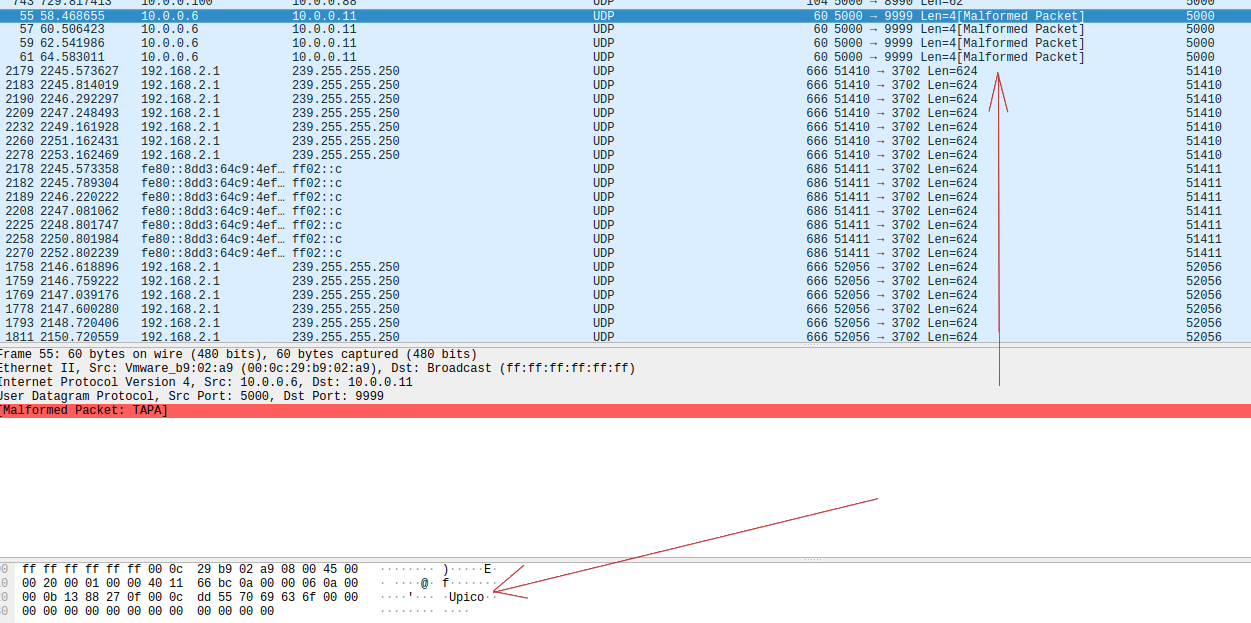 743 729.817413 10.0.0.100 10.0.0.88 UDP 104 5000 → 8990 Len=62 5000
55 58.468655 10.0.0.6 10.0.0.11 UDP 60 5000 → 9999 Len=4[Malformed Packet] 5000
57 60.506423 10.0.0.6 10.0.0.11 UDP 60 5000 → 9999 Len=4[Malformed Packet] 5000
59 62.541986 10.0.0.6 10.0.0.11 UDP 60 5000 → 9999 Len=4[Malformed Packet] 5000
61 64.583011 10.0.0.6 10.0.0.11 UDP 60 5000 → 9999 Len=4[Malformed Packet] 5000
2179 2245.573627 192.168.2.1 239.255.255.250 UDP 666 51410 → 3702 Len=624 51410
2183 2245.814019 192.168.2.1 239.255.255.250 UDP 666 51410 → 3702 Len=624 51410
2190 2246.292297 192.168.2.1 239.255.255.250 UDP 666 51410 → 3702 Len=624 51410
2209 2247.248493 192.168.2.1 239.255.255.250 UDP 666 51410 → 3702 Len=624 51410
2232 2249.161928 192.168.2.1 239.255.255.250 UDP 666 51410 → 3702 Len=624 51410
2260 2251.162431 192.168.2.1 239.255.255.250 UDP 666 51410 → 3702 Len=624 51410
2278 2253.162469 192.168.2.1 239.255.255.250 UDP 666 51410 → 3702 Len=624 51410
2178 2245.573358 fe80::8dd3:64c9:4ef… ff02::c UDP 686 51411 → 3702 Len=624 51411
2182 2245.789304 fe80::8dd3:64c9:4ef… ff02::c UDP 686 51411 → 3702 Len=624 51411
2189 2246.220222 fe80::8dd3:64c9:4ef… ff02::c UDP 686 51411 → 3702 Len=624 51411
2208 2247.081062 fe80::8dd3:64c9:4ef… ff02::c UDP 686 51411 → 3702 Len=624 51411
2225 2248.801747 fe80::8dd3:64c9:4ef… ff02::c UDP 686 51411 → 3702 Len=624 51411
2258 2250.801984 fe80::8dd3:64c9:4ef… ff02::c UDP 686 51411 → 3702 Len=624 51411
2270 2252.802239 fe80::8dd3:64c9:4ef… ff02::c UDP 686 51411 → 3702 Len=624 51411
1758 2146.618896 192.168.2.1 239.255.255.250 UDP 666 52056 → 3702 Len=624 52056
1759 2146.759222 192.168.2.1 239.255.255.250 UDP 666 52056 → 3702 Len=624 52056
1769 2147.039176 192.168.2.1 239.255.255.250 UDP 666 52056 → 3702 Len=624 52056
1778 2147.600280 192.168.2.1 239.255.255.250 UDP 666 52056 → 3702 Len=624 52056
1793 2148.720406 192.168.2.1 239.255.255.250 UDP 666 52056 → 3702 Len=624 52056
1811 2150.720559 192.168.2.1 239.255.255.250 UDP 666 52056 → 3702 Len=624 52056
Frame 55: 60 bytes on wire (480 bits), 60 bytes captured (480 bits)
Ethernet II, Src: Vmware_b9:02:a9 (00:0c:29:b9:02:a9), Dst: Broadcast (ff:ff:ff:ff:ff:ff)
Internet Protocol Version 4, Src: 10.0.0.6, Dst: 10.0.0.11
User Datagram Protocol, Src Port: 5000, Dst Port: 9999
[Malformed Packet: TAPA]
0 ff ff ff ff ff ff 00 0c 29 b9 02 a9 08 00 45 00 ········ )·····E·
0 00 20 00 01 00 00 40 11 66 bc 0a 00 00 06 0a 00 · ····@· f·······
0 00 0b 13 88 27 0f 00 0c dd 55 70 69 63 6f 00 00 ····'··· ·Upico··
0 00 00 00 00 00 00 00 00 00 00 00 00 ········ ····